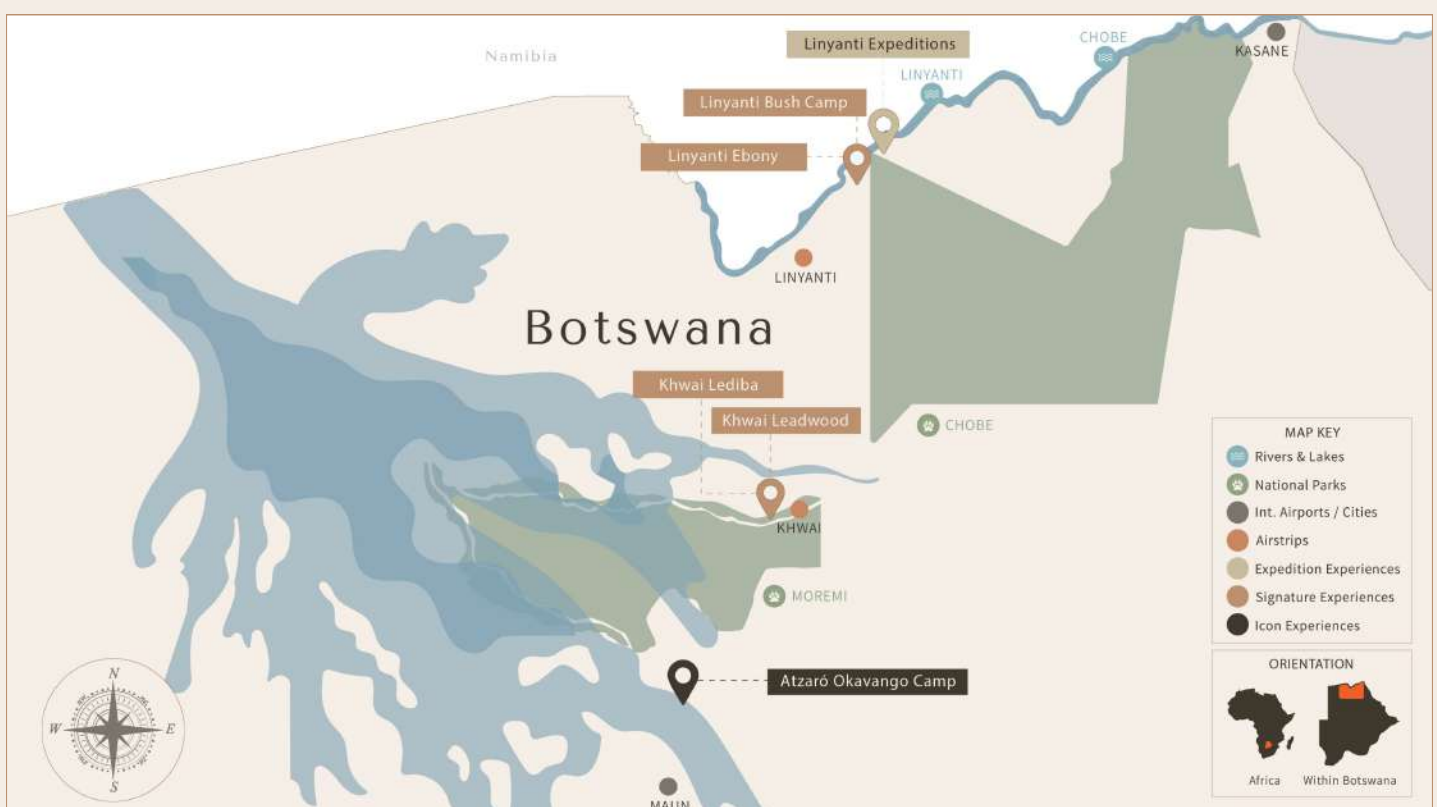 Namibia
Linyanti Expeditions
CHOBE
KASANE
LINYANTI
Linyanti Bush Camp
Linyanti Ebony
LINYANTI
Botswana
Khwai Lediba
Khwai Leadwood
CHOBE
KHWAI
MOREMI
Atzaró Okavango Camp
MAUN
MAP KEY
Rivers & Lakes
National Parks
Int. Airports / Cities
Airstrips
Expedition Experiences
Signature Experiences
Icon Experiences
ORIENTATION
Africa
Within Botswana
N
W
E
S